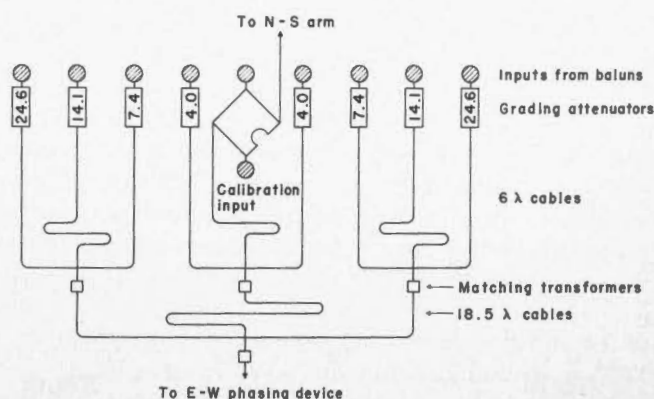 To N-S arm
Inputs from baluns
24.6 14.1 7.4 4.0 4.0 7.4 14.1 24.6
Grading attenuators
Calibration
input
6 λ cables
Matching transformers
18.5 λ cables
To E-W phasing device